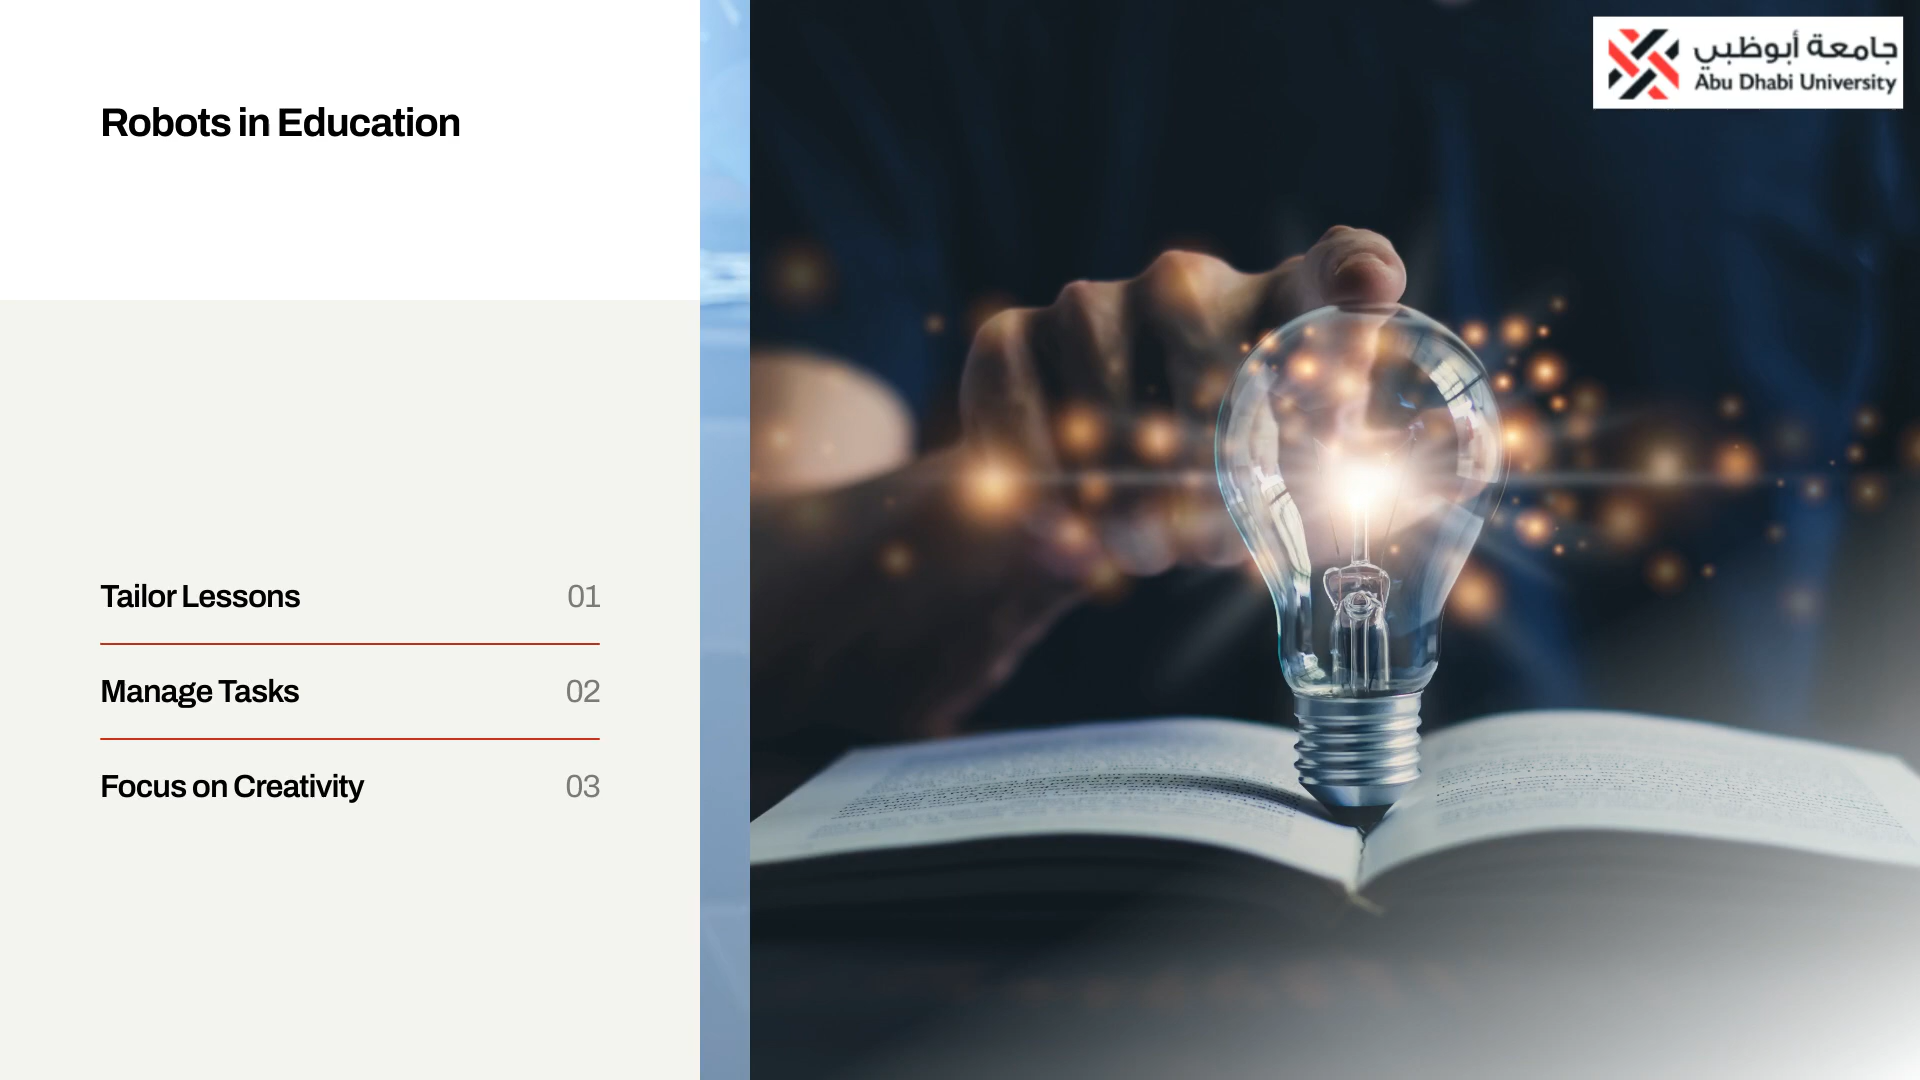 Robots in Education
Tailor Lessons 01
Manage Tasks 02
Focus on Creativity 03
جامعة أبوظبي
Abu Dhabi University